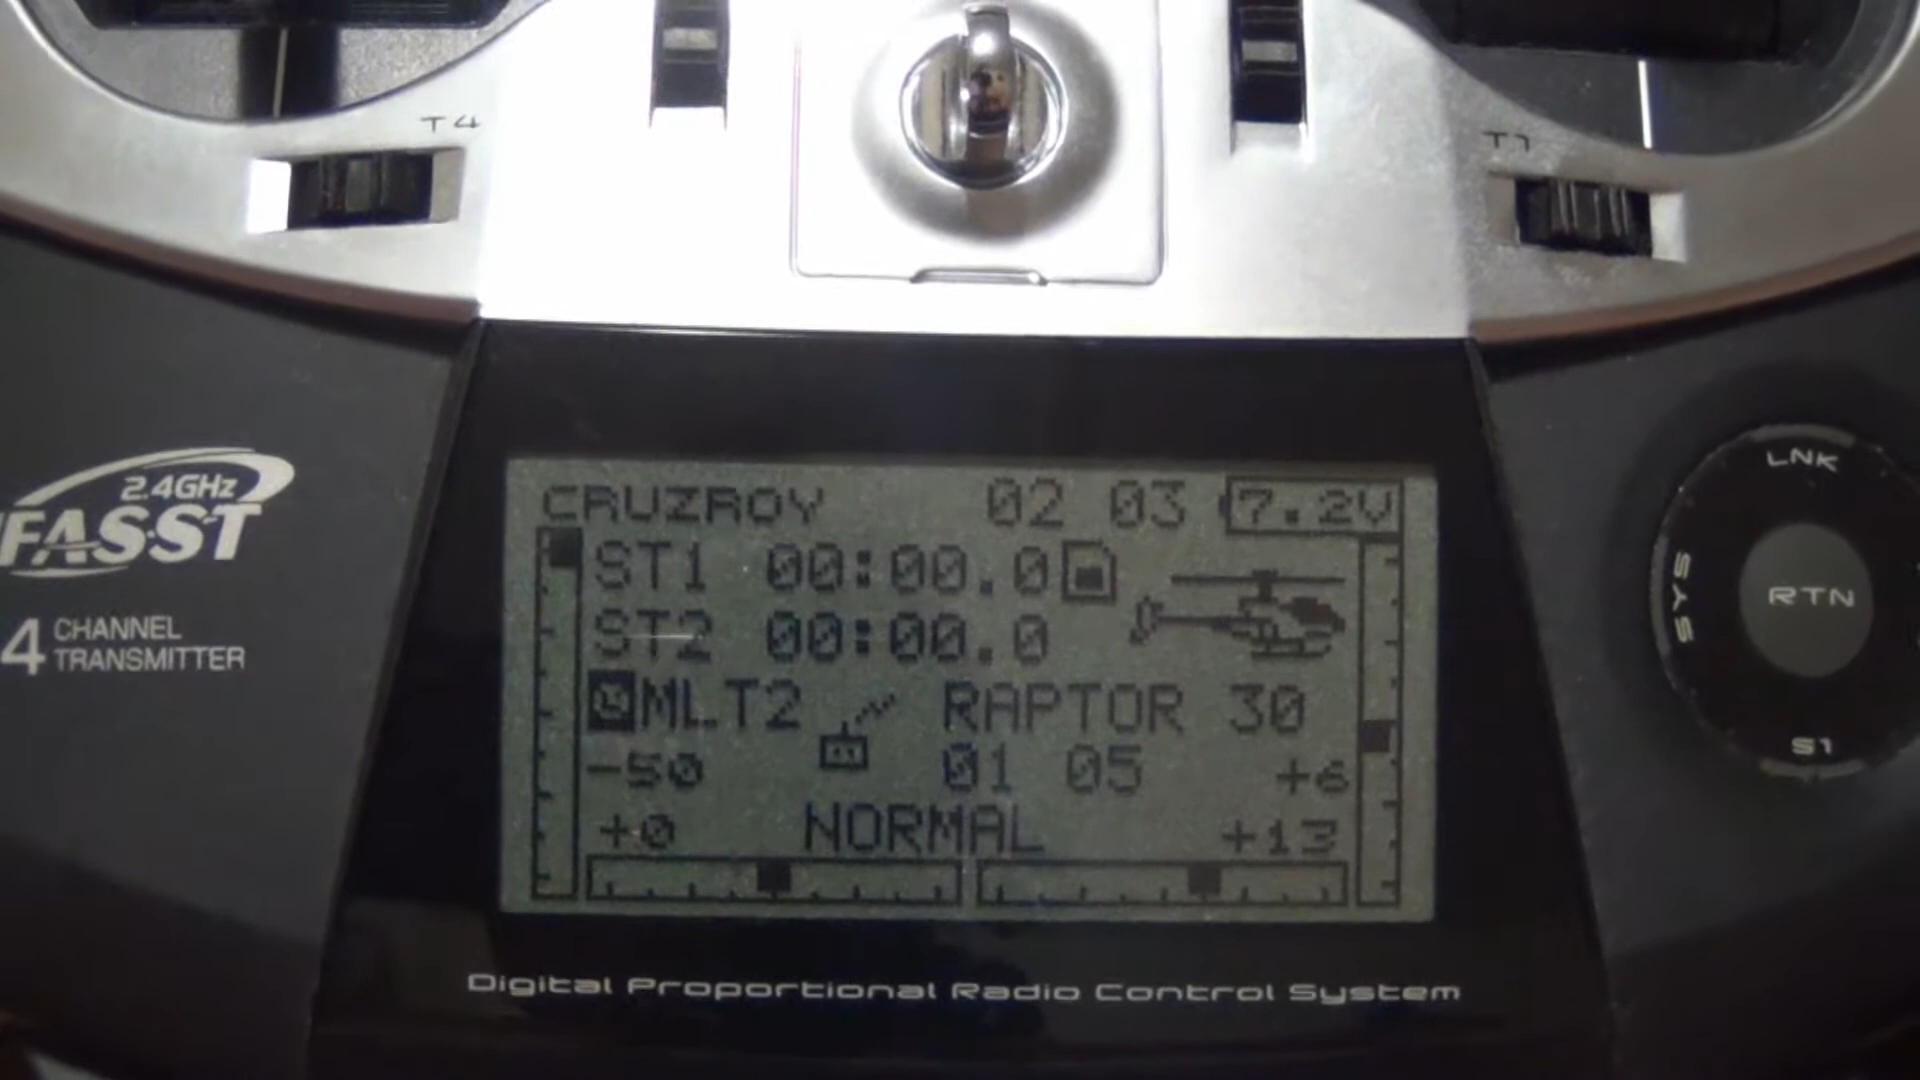 T4
T1
2.4GHz
FASST
4 CHANNEL
TRANSMITTER
CRUZROY 02 03 7.2V
ST1 00:00.0
ST2 00:00.0
MLT2 RAPTOR 30
-50 01 05 +6
+0 NORMAL +13
LNK
SYS
RTN
S1
Digital Proportional Radio Control System